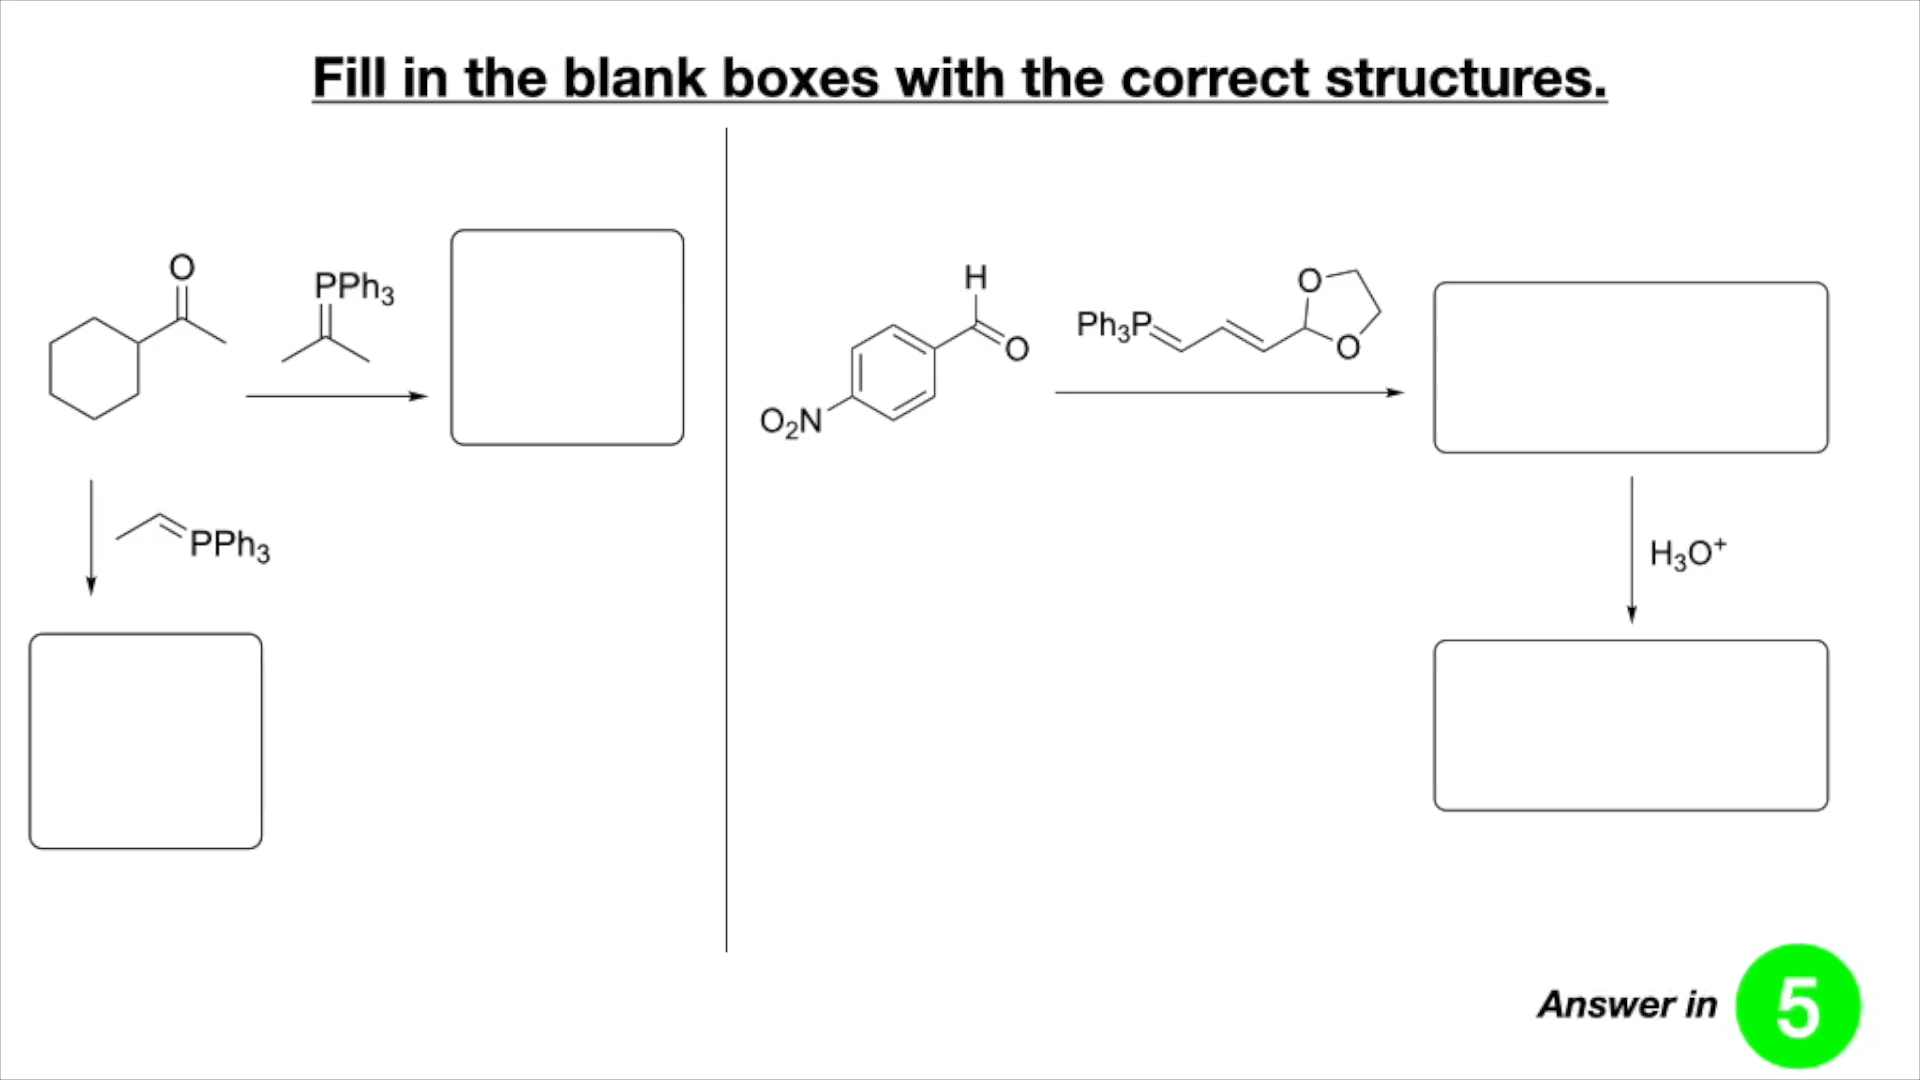 Fill in the blank boxes with the correct structures.
O
PPh₃
PPh₃
H
O
O₂N
Ph₃P
O
O
H₃O⁺
Answer in 5